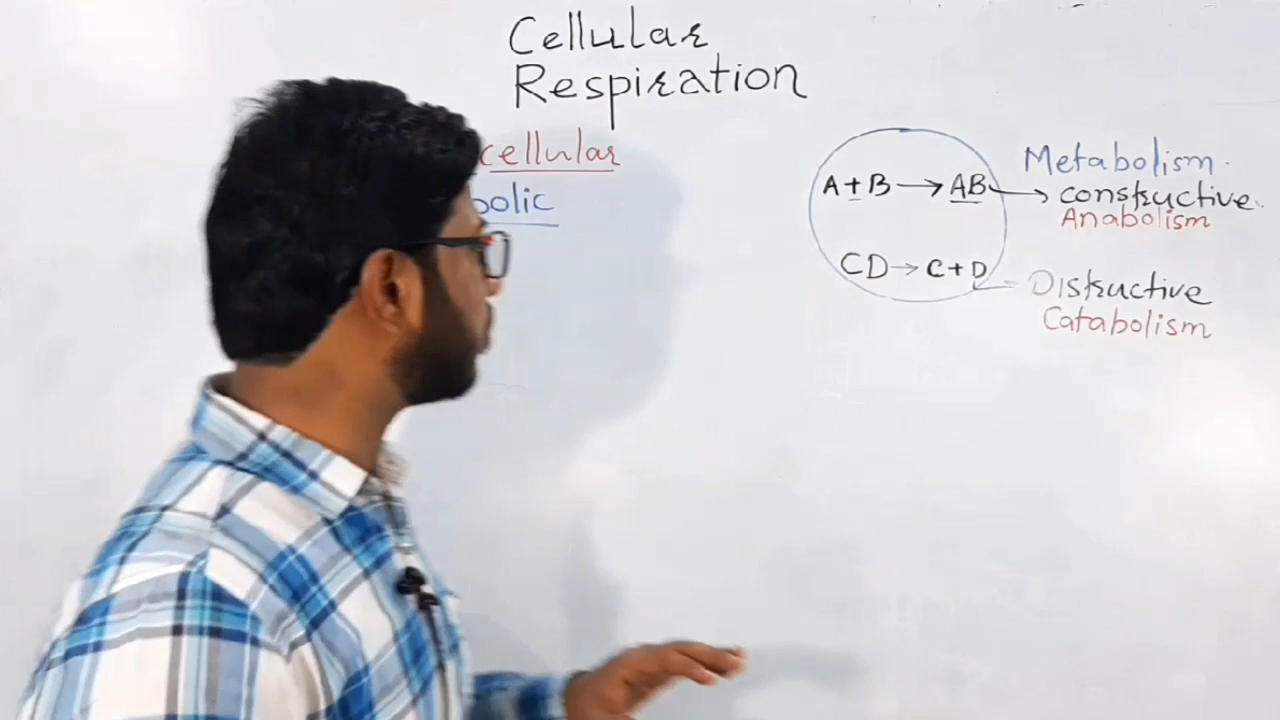 Cellular
Respiration
cellular
bolic
Metabolism.
A + B → AB → constructive.
Anabolism
CD → C + D
Distructive
Catabolism